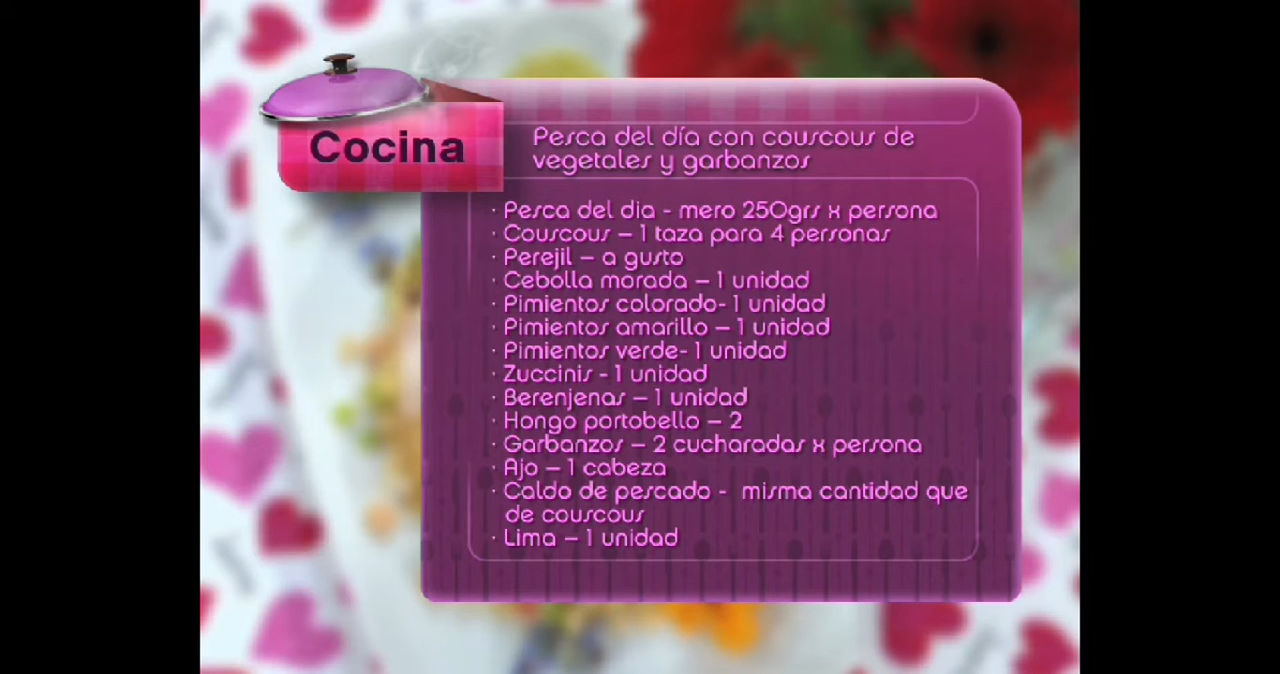 Cocina
Pesca del día con couscous de
vegetales y garbanzos
· Pesca del dia - mero 250grs x persona
· Couscous – 1 taza para 4 personas
· Perejil – a gusto
· Cebolla morada – 1 unidad
· Pimientos colorado- 1 unidad
· Pimientos amarillo – 1 unidad
· Pimientos verde- 1 unidad
· Zuccinis - 1 unidad
· Berenjenas – 1 unidad
· Hongo portobello – 2
· Garbanzos – 2 cucharadas x persona
· Ajo – 1 cabeza
· Caldo de pescado - misma cantidad que
de couscous
· Lima – 1 unidad